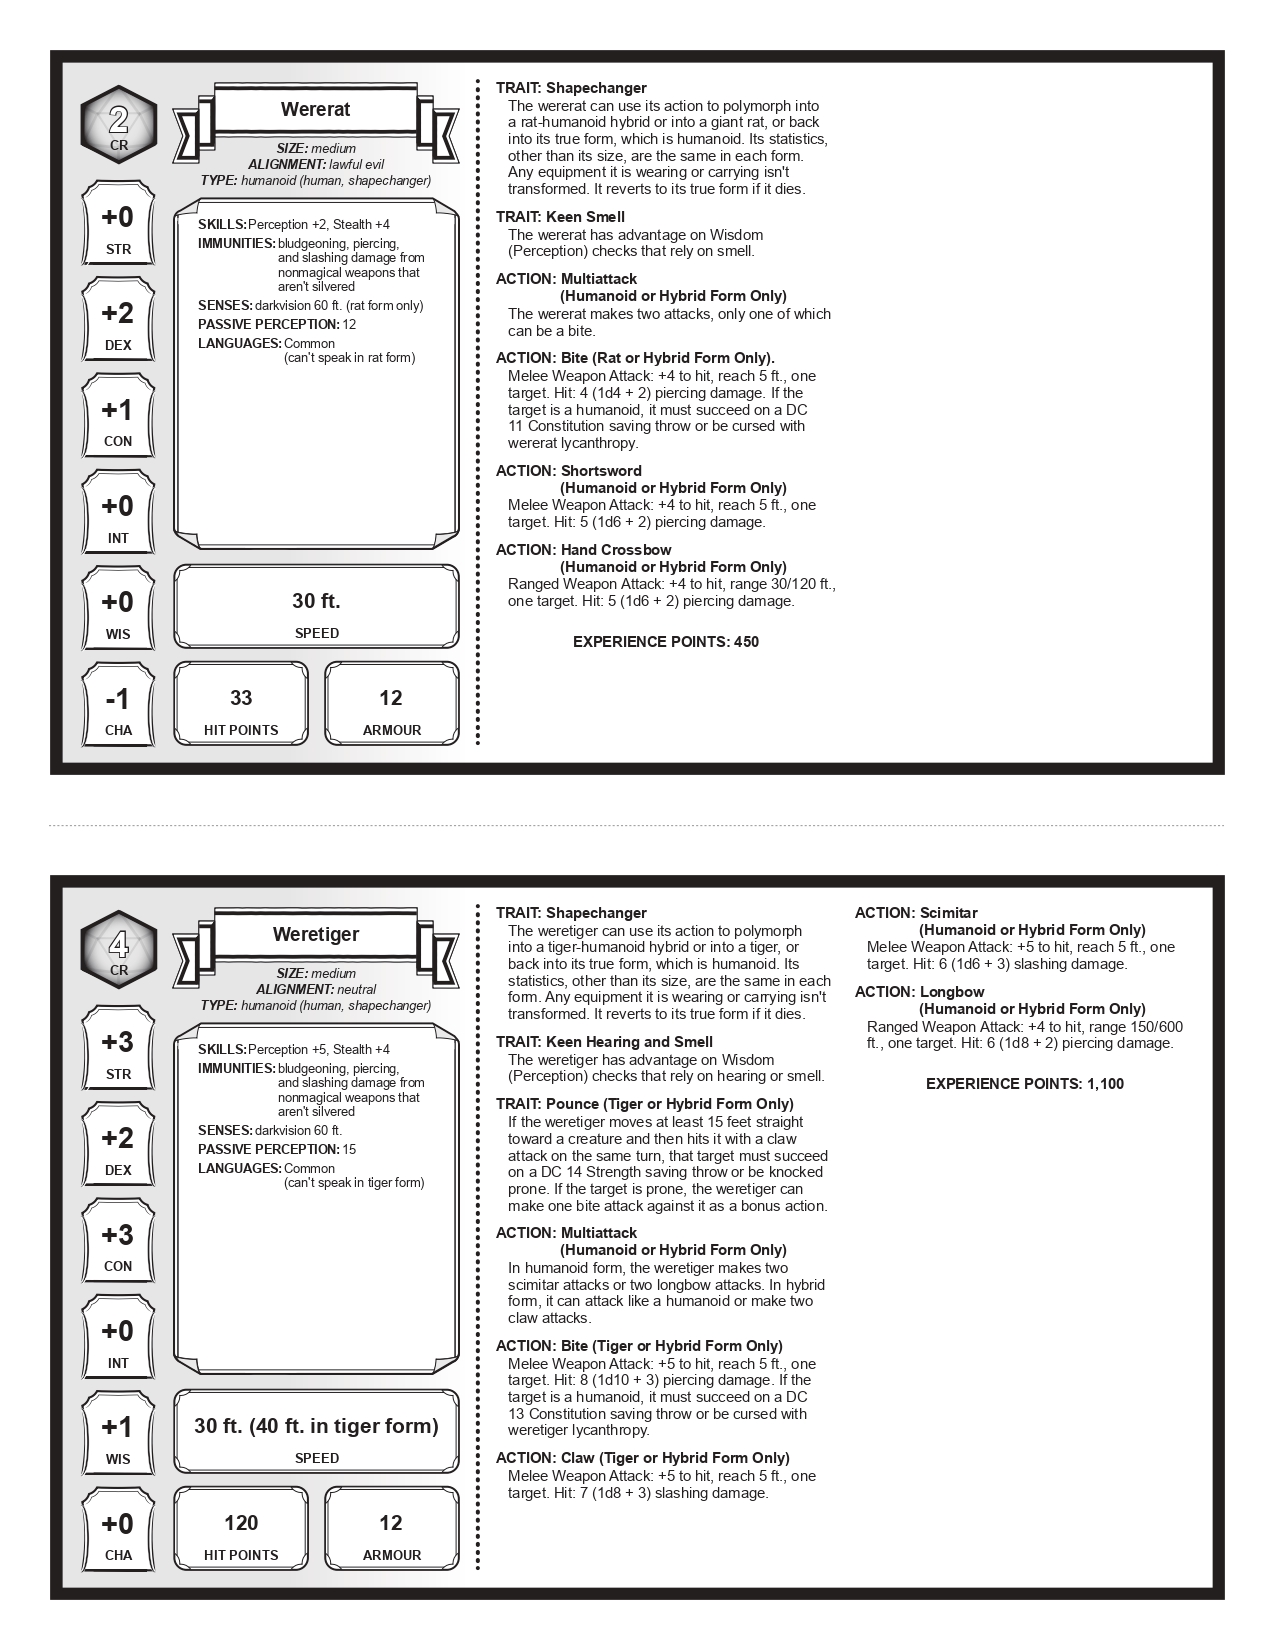 2
CR
Wererat
SIZE: medium
ALIGNMENT: lawful evil
TYPE: humanoid (human, shapechanger)
+0
STR
+2
DEX
+1
CON
+0
INT
+0
WIS
-1
CHA
SKILLS: Perception +2, Stealth +4
IMMUNITIES: bludgeoning, piercing,
and slashing damage from
nonmagical weapons that
aren't silvered
SENSES: darkvision 60 ft. (rat form only)
PASSIVE PERCEPTION: 12
LANGUAGES: Common
(can't speak in rat form)
30 ft.
SPEED
33
HIT POINTS
12
ARMOUR
TRAIT: Shapechanger
The wererat can use its action to polymorph into
a rat-humanoid hybrid or into a giant rat, or back
into its true form, which is humanoid. Its statistics,
other than its size, are the same in each form.
Any equipment it is wearing or carrying isn't
transformed. It reverts to its true form if it dies.
TRAIT: Keen Smell
The wererat has advantage on Wisdom
(Perception) checks that rely on smell.
ACTION: Multiattack
(Humanoid or Hybrid Form Only)
The wererat makes two attacks, only one of which
can be a bite.
ACTION: Bite (Rat or Hybrid Form Only).
Melee Weapon Attack: +4 to hit, reach 5 ft., one
target. Hit: 4 (1d4 + 2) piercing damage. If the
target is a humanoid, it must succeed on a DC
11 Constitution saving throw or be cursed with
wererat lycanthropy.
ACTION: Shortsword
(Humanoid or Hybrid Form Only)
Melee Weapon Attack: +4 to hit, reach 5 ft., one
target. Hit: 5 (1d6 + 2) piercing damage.
ACTION: Hand Crossbow
(Humanoid or Hybrid Form Only)
Ranged Weapon Attack: +4 to hit, range 30/120 ft.,
one target. Hit: 5 (1d6 + 2) piercing damage.
EXPERIENCE POINTS: 450
4
CR
Weretiger
SIZE: medium
ALIGNMENT: neutral
TYPE: humanoid (human, shapechanger)
+3
STR
+2
DEX
+3
CON
+0
INT
+1
WIS
+0
CHA
SKILLS: Perception +5, Stealth +4
IMMUNITIES: bludgeoning, piercing,
and slashing damage from
nonmagical weapons that
aren't silvered
SENSES: darkvision 60 ft.
PASSIVE PERCEPTION: 15
LANGUAGES: Common
(can't speak in tiger form)
30 ft. (40 ft. in tiger form)
SPEED
120
HIT POINTS
12
ARMOUR
TRAIT: Shapechanger
The weretiger can use its action to polymorph
into a tiger-humanoid hybrid or into a tiger, or
back into its true form, which is humanoid. Its
statistics, other than its size, are the same in each
form. Any equipment it is wearing or carrying isn't
transformed. It reverts to its true form if it dies.
TRAIT: Keen Hearing and Smell
The weretiger has advantage on Wisdom
(Perception) checks that rely on hearing or smell.
TRAIT: Pounce (Tiger or Hybrid Form Only)
If the weretiger moves at least 15 feet straight
toward a creature and then hits it with a claw
attack on the same turn, that target must succeed
on a DC 14 Strength saving throw or be knocked
prone. If the target is prone, the weretiger can
make one bite attack against it as a bonus action.
ACTION: Multiattack
(Humanoid or Hybrid Form Only)
In humanoid form, the weretiger makes two
scimitar attacks or two longbow attacks. In hybrid
form, it can attack like a humanoid or make two
claw attacks.
ACTION: Bite (Tiger or Hybrid Form Only)
Melee Weapon Attack: +5 to hit, reach 5 ft., one
target. Hit: 8 (1d10 + 3) piercing damage. If the
target is a humanoid, it must succeed on a DC
13 Constitution saving throw or be cursed with
weretiger lycanthropy.
ACTION: Claw (Tiger or Hybrid Form Only)
Melee Weapon Attack: +5 to hit, reach 5 ft., one
target. Hit: 7 (1d8 + 3) slashing damage.
ACTION: Scimitar
(Humanoid or Hybrid Form Only)
Melee Weapon Attack: +5 to hit, reach 5 ft., one
target. Hit: 6 (1d6 + 3) slashing damage.
ACTION: Longbow
(Humanoid or Hybrid Form Only)
Ranged Weapon Attack: +4 to hit, range 150/600
ft., one target. Hit: 6 (1d8 + 2) piercing damage.
EXPERIENCE POINTS: 1,100